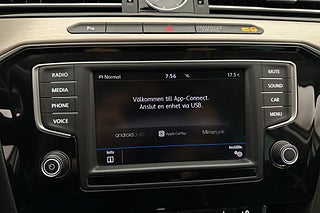 RADIO
MEDIA
PHONE
VOICE
Normal
7:56
17.5°C
Välkommen till App-Connect.
Anslut en enhet via USB.
androidauto
Apple CarPlay
MirrorLink
Info
MUTE
SOUND
CAR
MENU